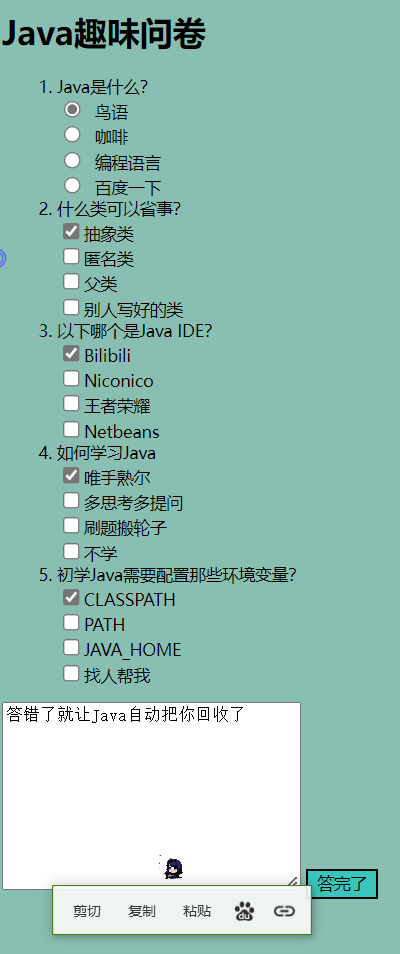 Java趣味问卷
1. Java是什么?
鸟语
咖啡
编程语言
百度一下
2. 什么类可以省事?
抽象类
匿名类
父类
别人写好的类
3. 以下哪个是Java IDE?
Bilibili
Niconico
王者荣耀
Netbeans
4. 如何学习Java
唯手熟尔
多思考多提问
刷题搬轮子
不学
5. 初学Java需要配置那些环境变量?
CLASSPATH
PATH
JAVA_HOME
找人帮我
答错了就让Java自动把你回收了
答完了
剪切 复制 粘贴 du